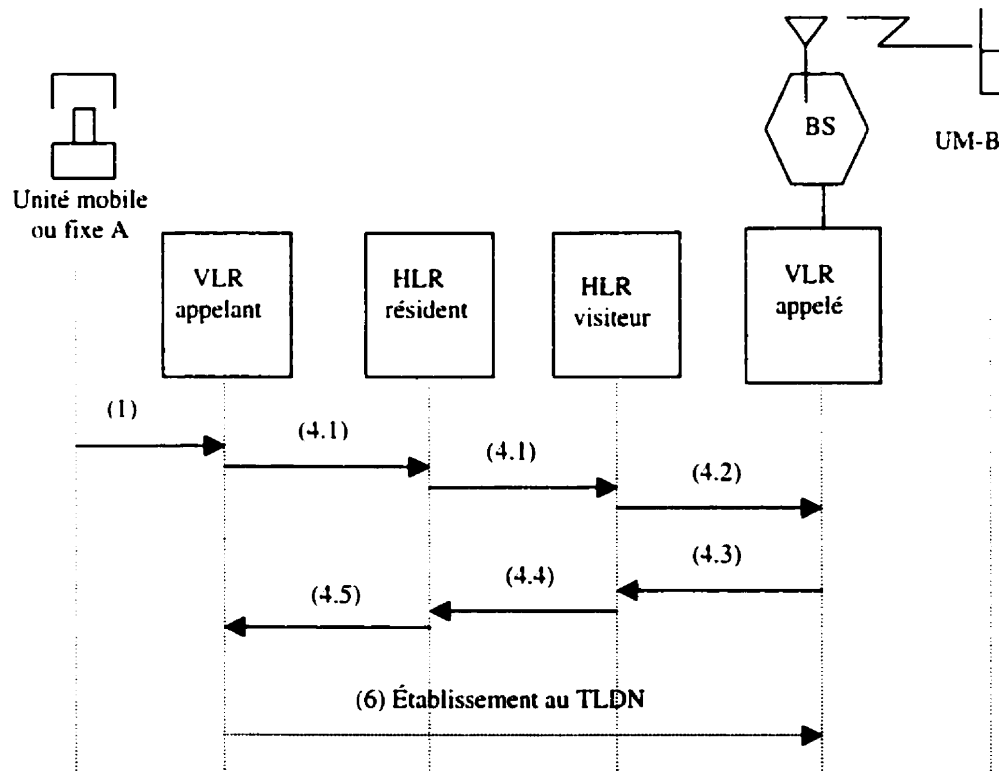 BS
UM-B
Unité mobile
ou fixe A
VLR
appelant
HLR
résident
HLR
visiteur
VLR
appelé
(1)
(4.1)
(4.1)
(4.2)
(4.3)
(4.4)
(4.5)
(6) Établissement au TLDN